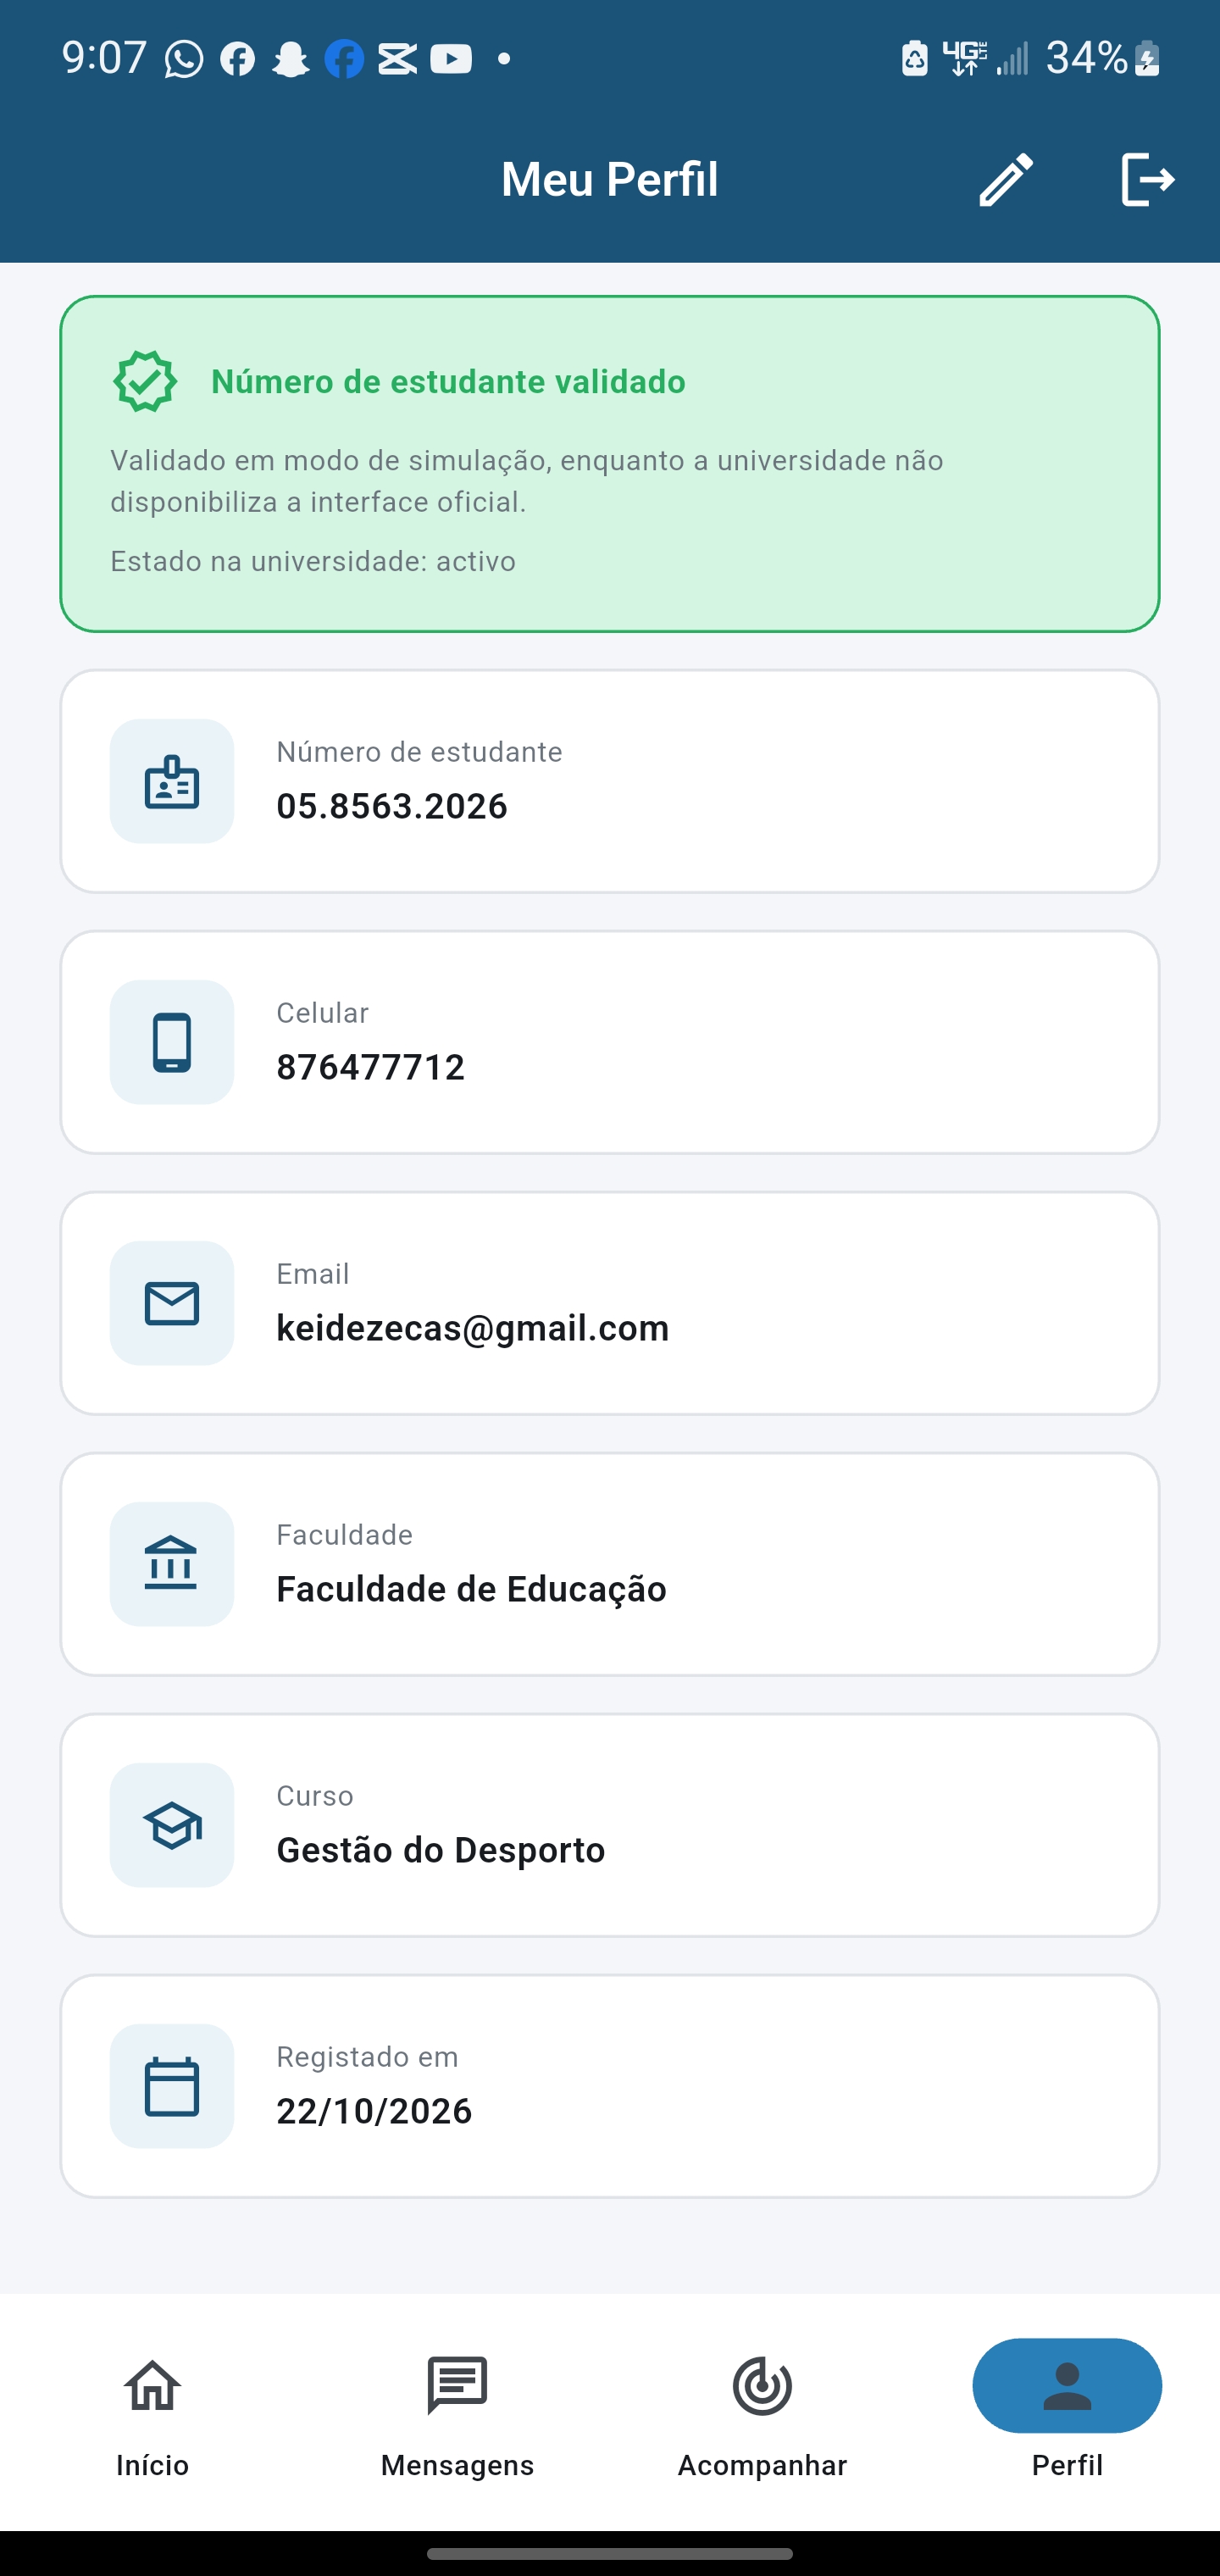 9:07
4G LTE
34%
Meu Perfil
Número de estudante validado
Validado em modo de simulação, enquanto a universidade não
disponibiliza a interface oficial.
Estado na universidade: activo
Número de estudante
05.8563.2026
Celular
876477712
Email
keidezecas@gmail.com
Faculdade
Faculdade de Educação
Curso
Gestão do Desporto
Registado em
22/10/2026
Início
Mensagens
Acompanhar
Perfil